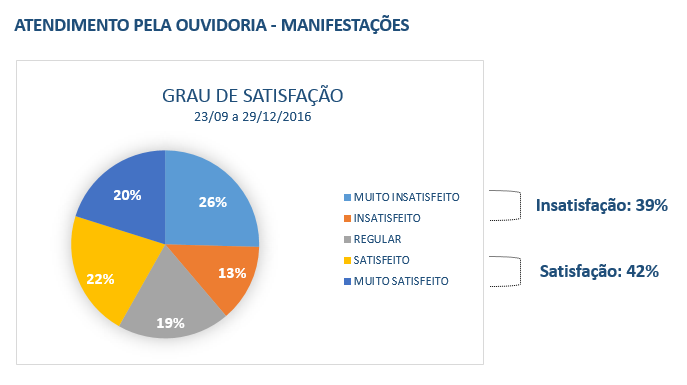 ATENDIMENTO PELA OUVIDORIA - MANIFESTAÇÕES
GRAU DE SATISFAÇÃO
23/09 a 29/12/2016
26%
13%
19%
22%
20%
MUITO INSATISFEITO
INSATISFEITO
REGULAR
SATISFEITO
MUITO SATISFEITO
Insatisfação: 39%
Satisfação: 42%